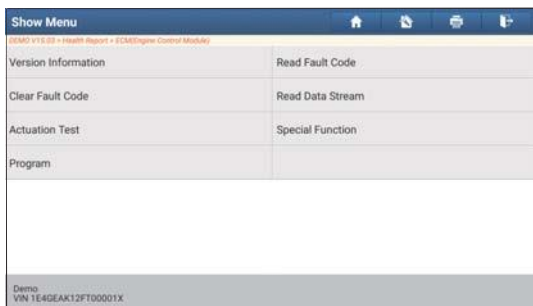 Show Menu
DEMO V15.03 > Health Report > ECM(Engine Control Module)
Version Information
Read Fault Code
Clear Fault Code
Read Data Stream
Actuation Test
Special Function
Program
Demo
VIN 1E4GEAK12FT00001X